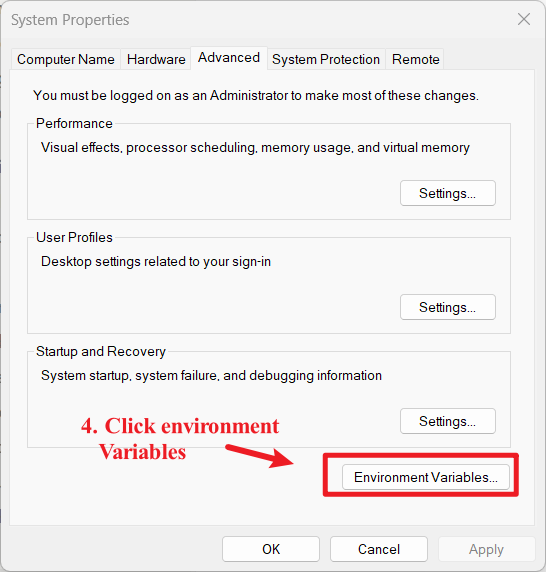 System Properties
Computer Name Hardware Advanced System Protection Remote
You must be logged on as an Administrator to make most of these changes.
Performance
Visual effects, processor scheduling, memory usage, and virtual memory
Settings...
User Profiles
Desktop settings related to your sign-in
Settings...
Startup and Recovery
System startup, system failure, and debugging information
Settings...
4. Click environment
Variables
Environment Variables...
OK Cancel Apply